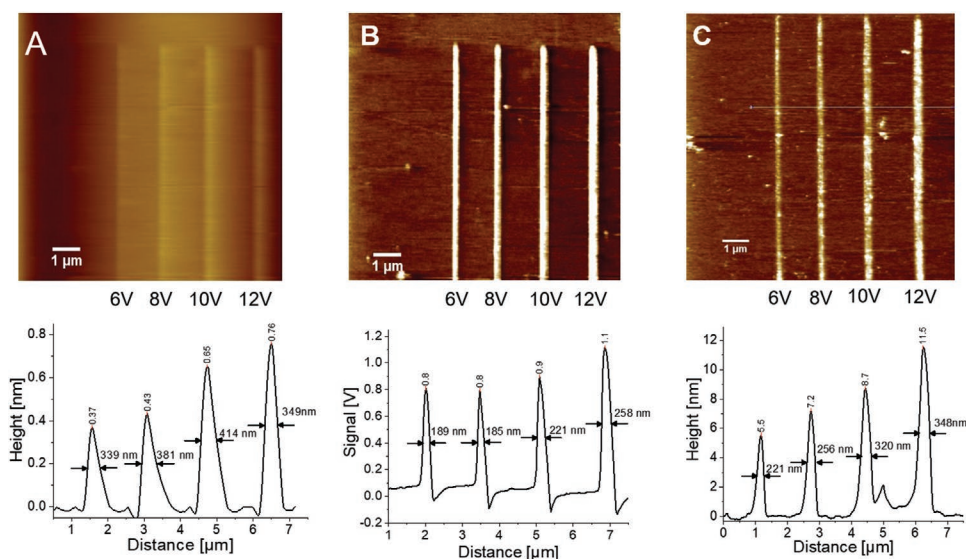 A
1 µm
6V 8V 10V 12V
B
1 µm
6V 8V 10V 12V
C
1 µm
6V 8V 10V 12V
Height [nm]
0.8
0.6
0.4
0.2
0.0
0.37
0.43
0.65
0.76
339 nm
381 nm
414 nm
349nm
1 2 3 4 5 6 7
Distance [µm]
Signal [V]
1.2
1.0
0.8
0.6
0.4
0.2
0.0
-0.2
0.8
0.8
0.9
1.1
189 nm
185 nm
221 nm
258 nm
1 2 3 4 5 6 7
Distance [µm]
Height [nm]
12
10
8
6
4
2
0
5.5
7.2
8.7
11.5
221 nm
256 nm
320 nm
348nm
0 1 2 3 4 5 6 7
Distance [µm]